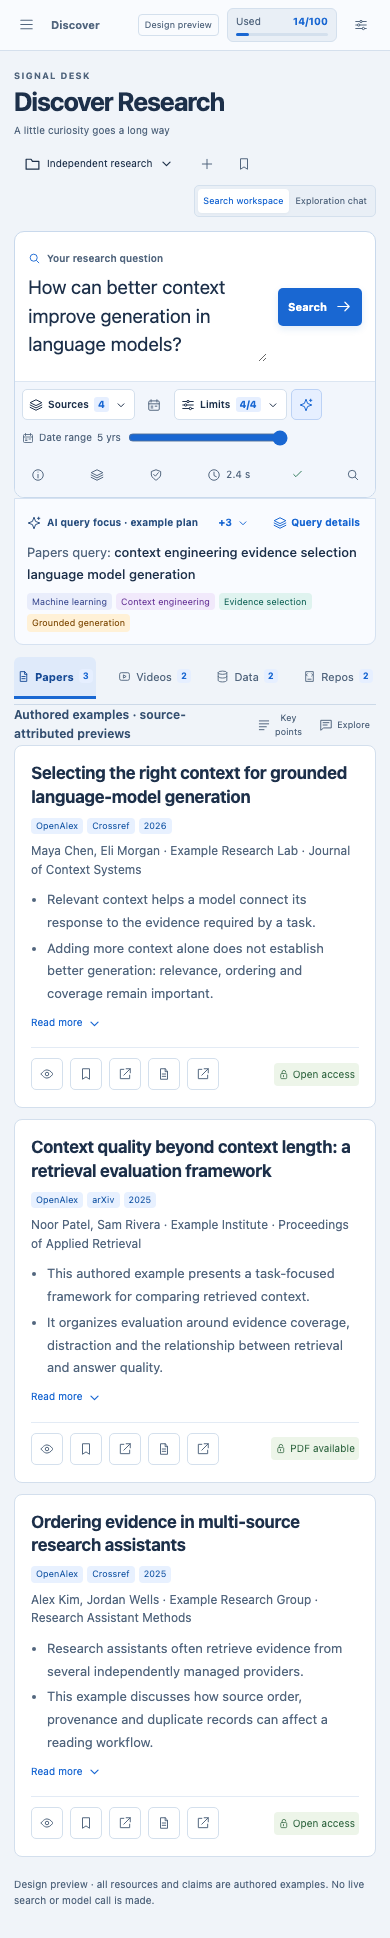 Discover
Design preview
Used 14/100
SIGNAL DESK
Discover Research
A little curiosity goes a long way
Independent research
Search workspace
Exploration chat
Your research question
How can better context
improve generation in
language models?
Search
Sources 4
Limits 4/4
Date range 5 yrs
2.4 s
AI query focus · example plan
+3
Query details
Papers query: context engineering evidence selection
language model generation
Machine learning
Context engineering
Evidence selection
Grounded generation
Papers 3
Videos 2
Data 2
Repos 2
Authored examples · source-
attributed previews
Key
points
Explore
Selecting the right context for grounded
language-model generation
OpenAlex
Crossref
2026
Maya Chen, Eli Morgan · Example Research Lab · Journal
of Context Systems
• Relevant context helps a model connect its
response to the evidence required by a task.
• Adding more context alone does not establish
better generation: relevance, ordering and
coverage remain important.
Read more
Open access
Context quality beyond context length: a
retrieval evaluation framework
OpenAlex
arXiv
2025
Noor Patel, Sam Rivera · Example Institute · Proceedings
of Applied Retrieval
• This authored example presents a task-focused
framework for comparing retrieved context.
• It organizes evaluation around evidence coverage,
distraction and the relationship between retrieval
and answer quality.
Read more
PDF available
Ordering evidence in multi-source
research assistants
OpenAlex
Crossref
2025
Alex Kim, Jordan Wells · Example Research Group ·
Research Assistant Methods
• Research assistants often retrieve evidence from
several independently managed providers.
• This example discusses how source order,
provenance and duplicate records can affect a
reading workflow.
Read more
Open access
Design preview · all resources and claims are authored examples. No live
search or model call is made.